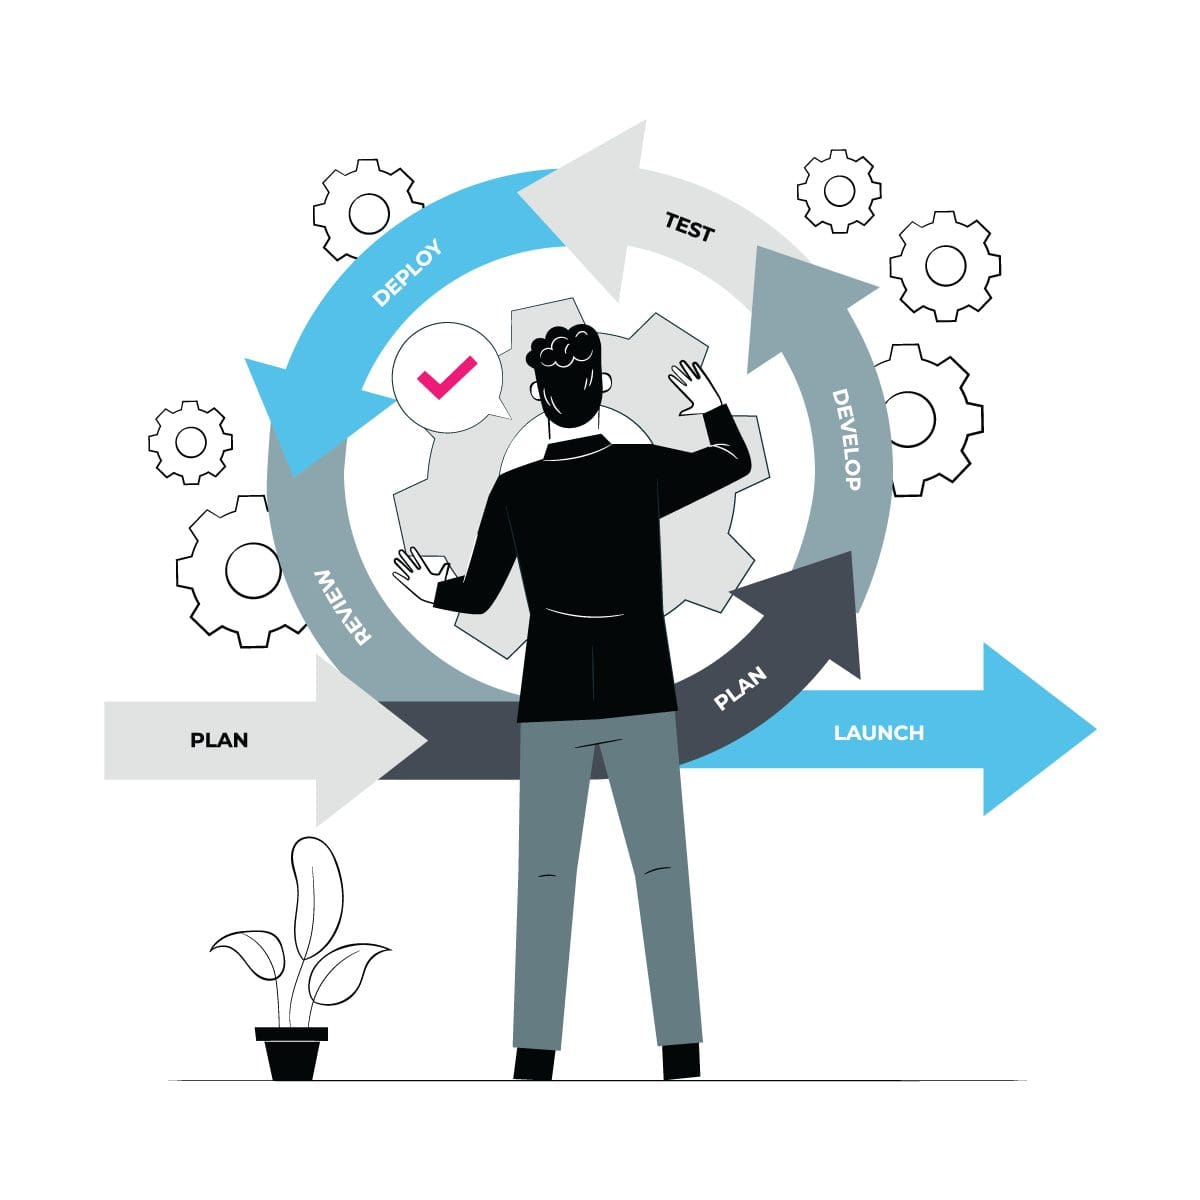 TEST
DEPLOY
DEVELOP
REVIEW
PLAN
PLAN
LAUNCH